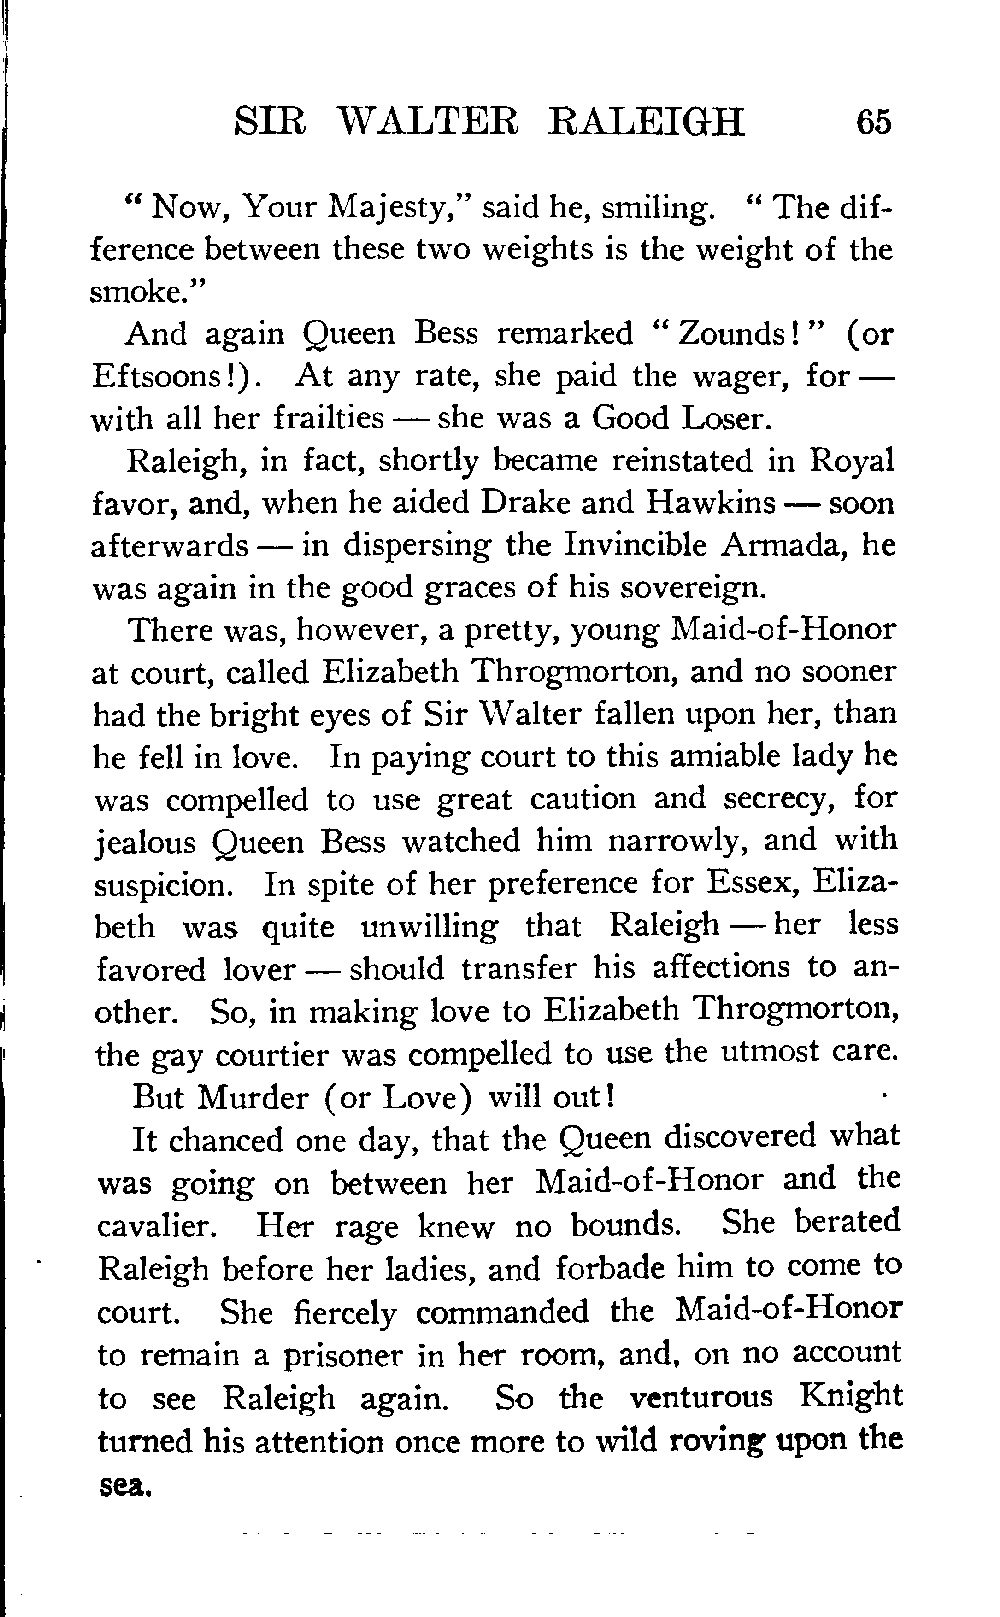 SIR WALTER RALEIGH 65
“ Now, Your Majesty,” said he, smiling. “ The dif-
ference between these two weights is the weight of the
smoke.”
And again Queen Bess remarked “ Zounds! ” (or
Eftsoons!). At any rate, she paid the wager, for —
with all her frailties — she was a Good Loser.
Raleigh, in fact, shortly became reinstated in Royal
favor, and, when he aided Drake and Hawkins — soon
afterwards — in dispersing the Invincible Armada, he
was again in the good graces of his sovereign.
There was, however, a pretty, young Maid-of-Honor
at court, called Elizabeth Throgmorton, and no sooner
had the bright eyes of Sir Walter fallen upon her, than
he fell in love. In paying court to this amiable lady he
was compelled to use great caution and secrecy, for
jealous Queen Bess watched him narrowly, and with
suspicion. In spite of her preference for Essex, Eliza-
beth was quite unwilling that Raleigh — her less
favored lover — should transfer his affections to an-
other. So, in making love to Elizabeth Throgmorton,
the gay courtier was compelled to use the utmost care.
But Murder (or Love) will out!
It chanced one day, that the Queen discovered what
was going on between her Maid-of-Honor and the
cavalier. Her rage knew no bounds. She berated
Raleigh before her ladies, and forbade him to come to
court. She fiercely commanded the Maid-of-Honor
to remain a prisoner in her room, and, on no account
to see Raleigh again. So the venturous Knight
turned his attention once more to wild roving upon the
sea.